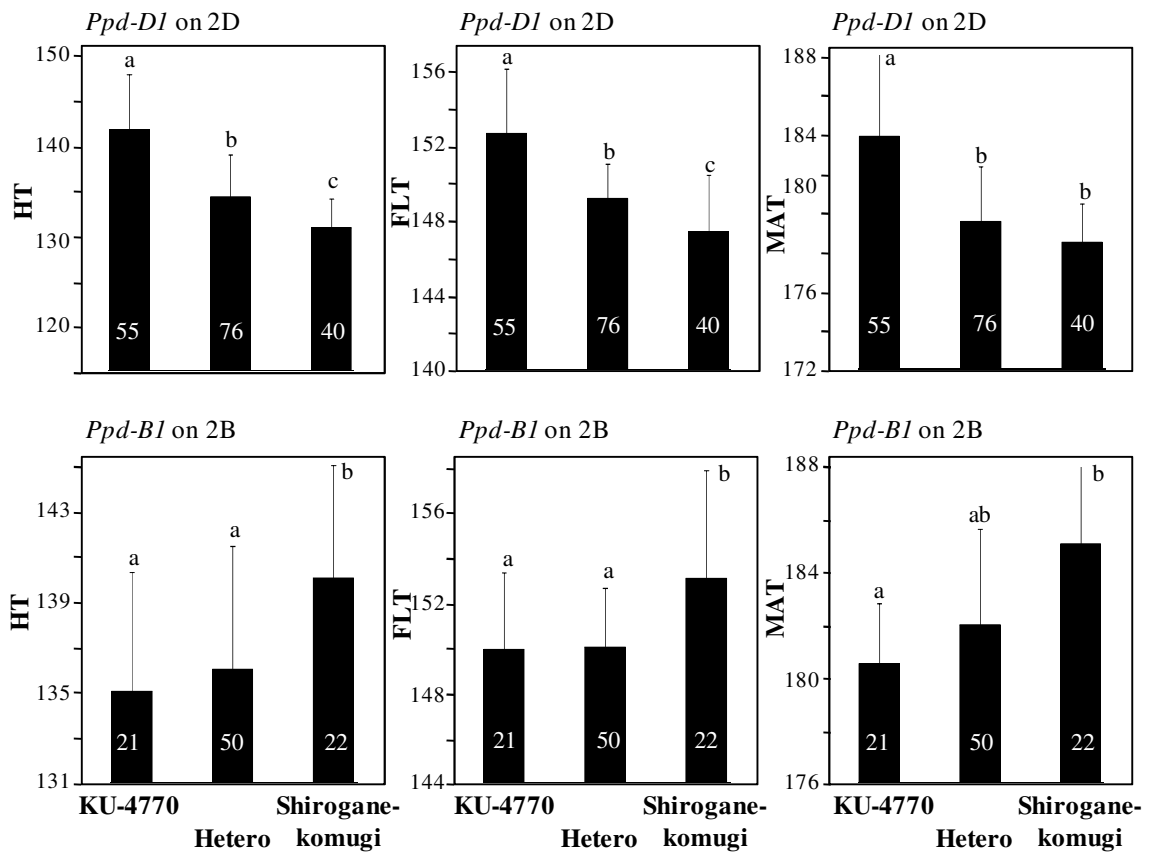 Ppd-D1 on 2D
Ppd-D1 on 2D
Ppd-D1 on 2D
HT
150
140
130
120
a
b
c
55
76
40
FLT
156
152
148
144
140
a
b
c
55
76
40
MAT
188
184
180
176
172
a
b
b
55
76
40
Ppd-B1 on 2B
Ppd-B1 on 2B
Ppd-B1 on 2B
HT
143
139
135
131
a
a
b
21
50
22
FLT
156
152
148
144
a
a
b
21
50
22
MAT
188
184
180
176
a
ab
b
21
50
22
KU-4770
Hetero
Shirogane-
komugi
KU-4770
Hetero
Shirogane-
komugi
KU-4770
Hetero
Shirogane-
komugi